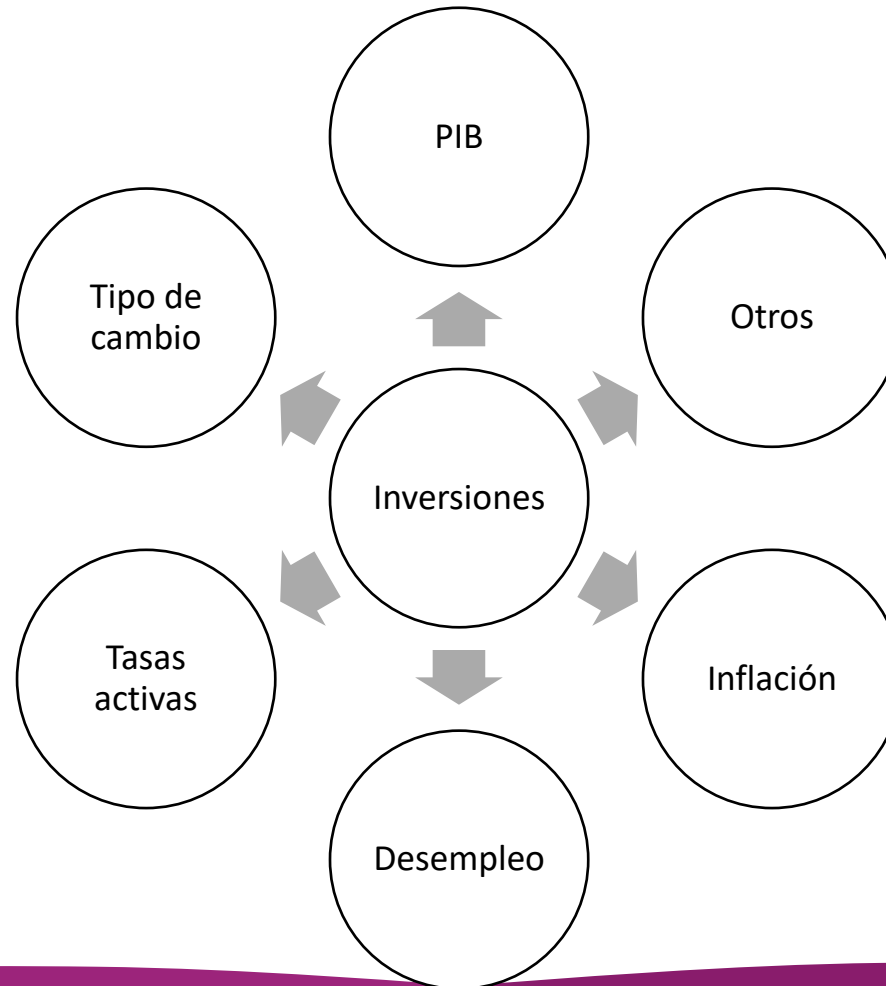 PIB
Tipo de
cambio
Otros
Inversiones
Tasas
activas
Inflación
Desempleo